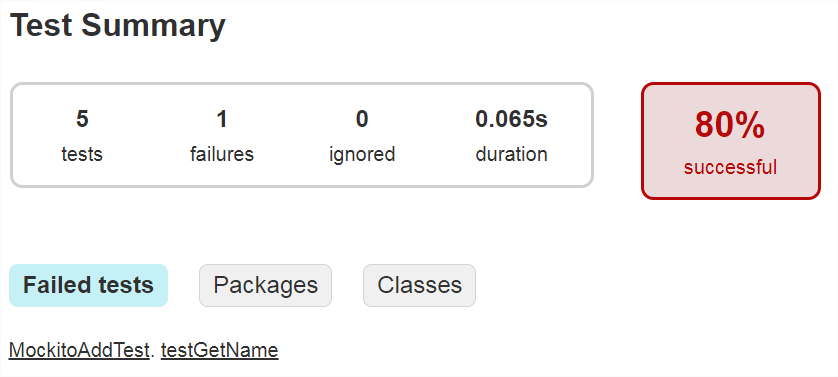 Test Summary
5 1 0 0.065s
tests failures ignored duration
80%
successful
Failed tests Packages Classes
MockitoAddTest. testGetName